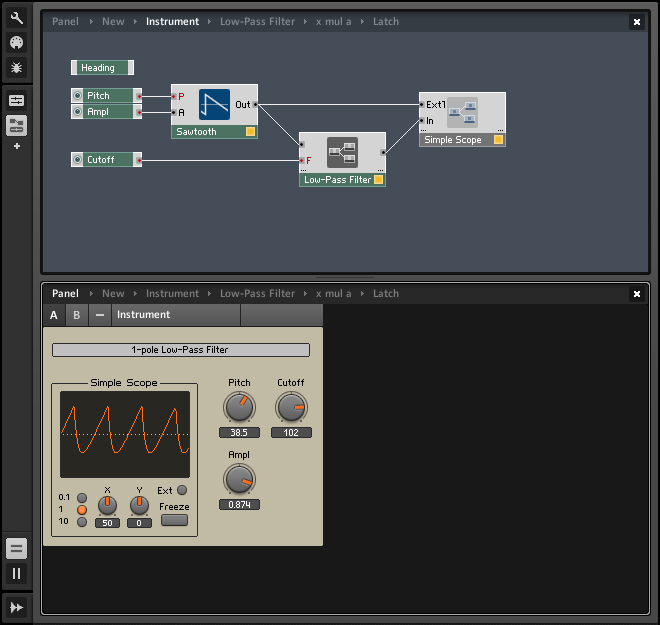 Panel New Instrument Low-Pass Filter x mul a Latch
Heading
Pitch
Ampl
P
A
Out
Sawtooth
Ext1
In
Simple Scope
Cutoff
F
Low-Pass Filter
Panel New Instrument Low-Pass Filter x mul a Latch
A B Instrument
1-pole Low-Pass Filter
Simple Scope
Pitch Cutoff
38.5 102
Ampl
0.874
X Y Ext
0.1
1
10
Freeze
50 0